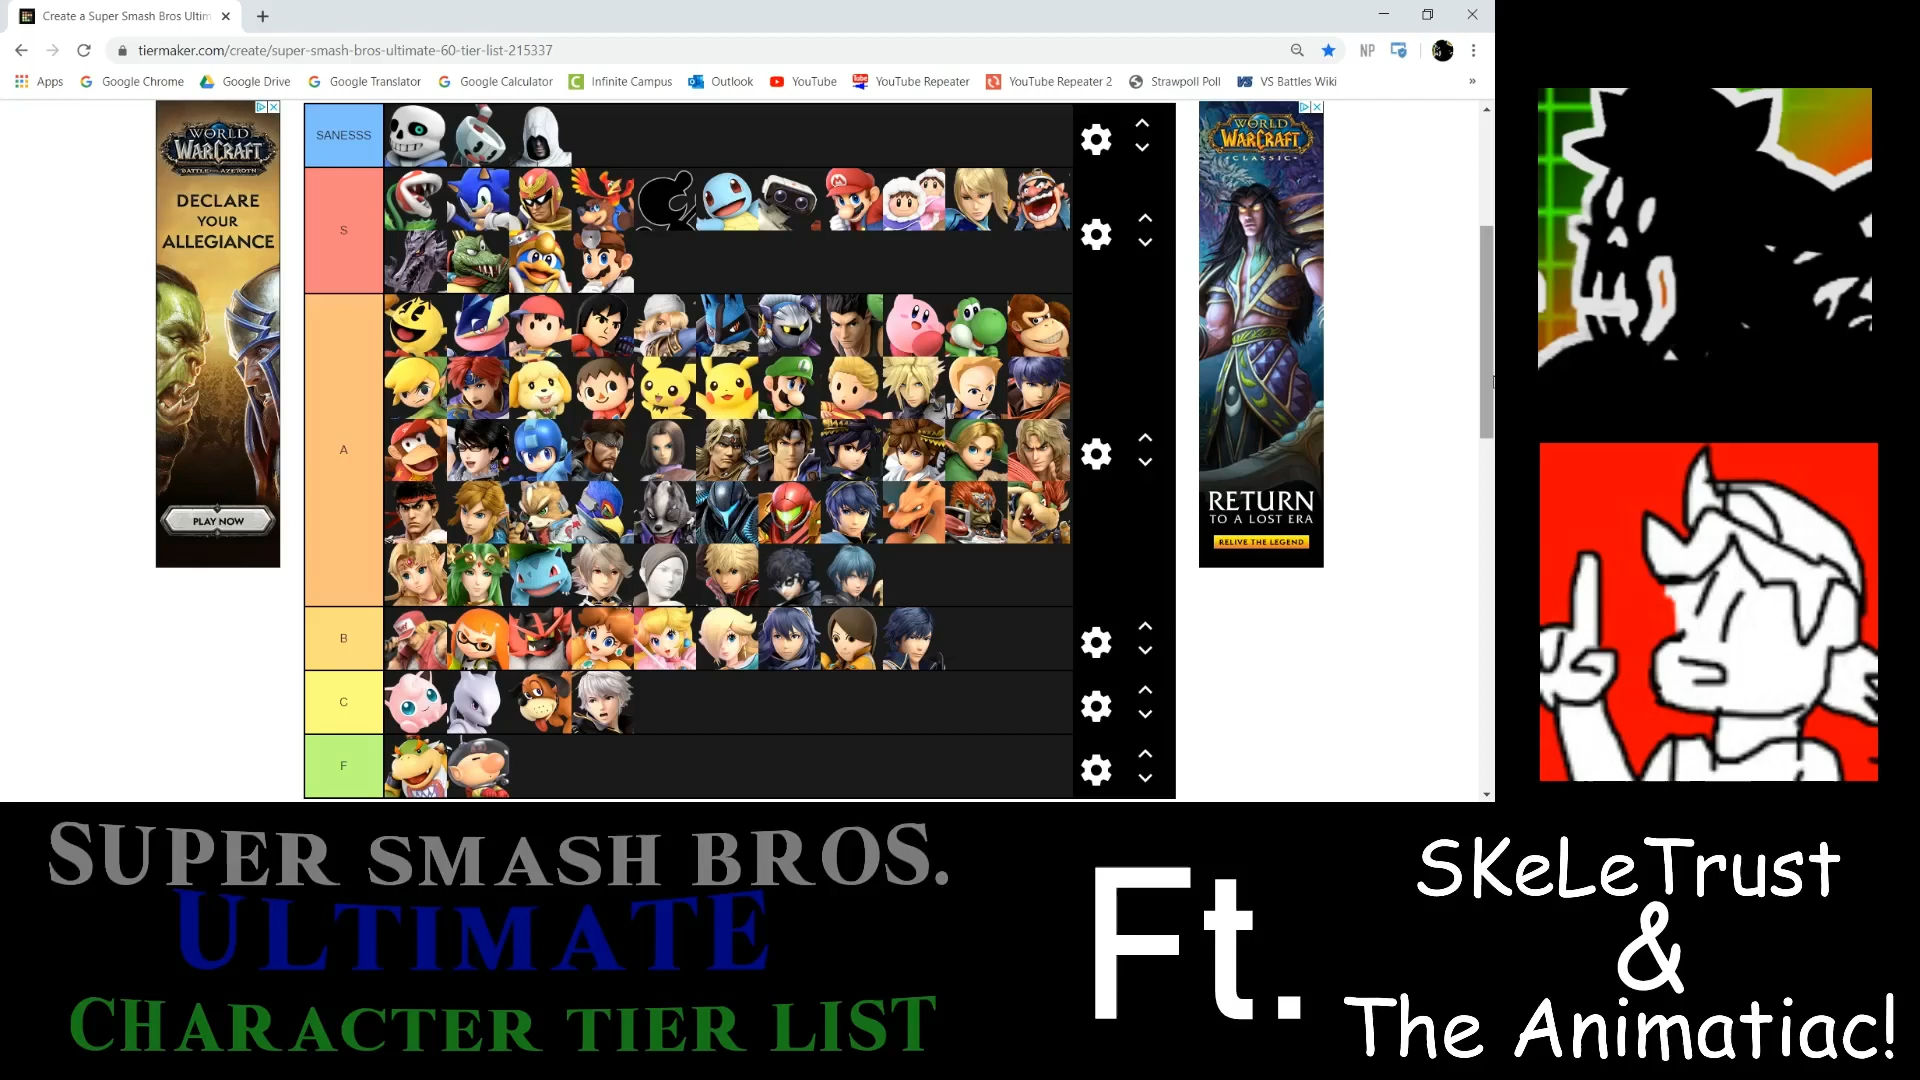 Create a Super Smash Bros Ultim
tiermaker.com/create/super-smash-bros-ultimate-60-tier-list-215337
NP
Apps
Google Chrome
Google Drive
Google Translator
Google Calculator
Infinite Campus
Outlook
YouTube
YouTube Repeater
YouTube Repeater 2
Strawpoll Poll
VS Battles Wiki
»
WORLD
WARCRAFT
BATTLE for AZEROTH
DECLARE
YOUR
ALLEGIANCE
PLAY NOW
SANESSS
S
A
B
C
F
WORLD
WARCRAFT
CLASSIC
RETURN
TO A LOST ERA
RELIVE THE LEGEND
SUPER SMASH BROS.
ULTIMATE
CHARACTER TIER LIST
Ft.
SKeLeTrust
&
The Animatiac!